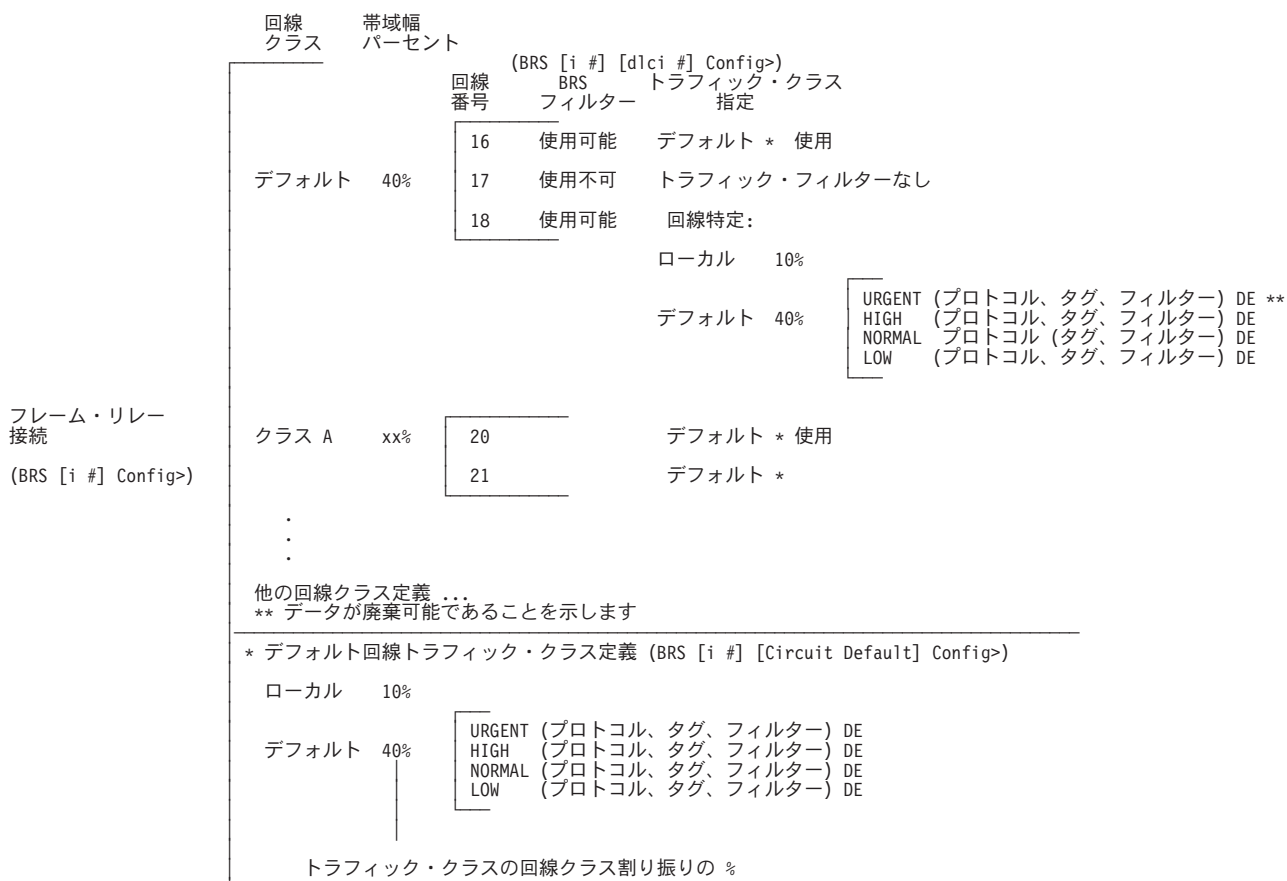 回線 帯域幅
クラス パーセント
(BRS [i #] [dlci #] Config>)
回線 BRS トラフィック・クラス
番号 フィルター 指定
16 使用可能 デフォルト * 使用
デフォルト 40% 17 使用不可 トラフィック・フィルターなし
18 使用可能 回線特定:
ローカル 10%
URGENT (プロトコル、タグ、フィルター) DE **
デフォルト 40% HIGH (プロトコル、タグ、フィルター) DE
NORMAL プロトコル (タグ、フィルター) DE
LOW (プロトコル、タグ、フィルター) DE
フレーム・リレー
接続 クラス A xx% 20 デフォルト * 使用
(BRS [i #] Config>) 21 デフォルト *
.
.
.
他の回線クラス定義 ...
** データが廃棄可能であることを示します
* デフォルト回線トラフィック・クラス定義 (BRS [i #] [Circuit Default] Config>)
ローカル 10%
URGENT (プロトコル、タグ、フィルター) DE
デフォルト 40% HIGH (プロトコル、タグ、フィルター) DE
NORMAL (プロトコル、タグ、フィルター) DE
LOW (プロトコル、タグ、フィルター) DE
トラフィック・クラスの回線クラス割り振りの %